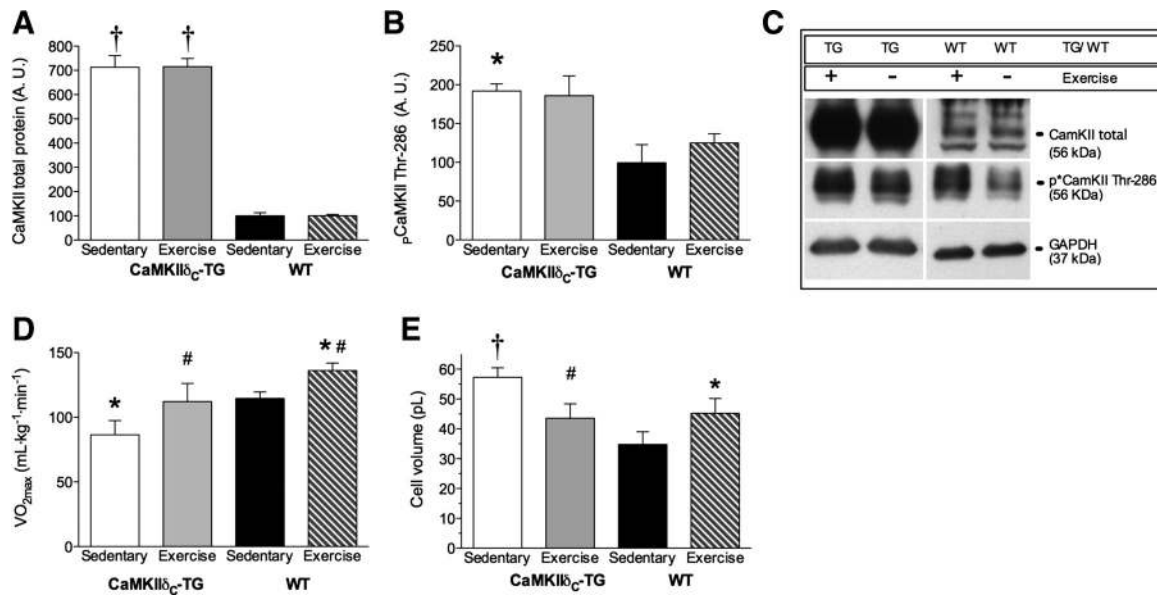 A
CaMKII total protein (A. U.)
800
700
600
500
400
300
200
100
0
†
†
Sedentary Exercise Sedentary Exercise
CaMKIIδC-TG WT
B
pCaMKII Thr-286 (A. U.)
250
200
150
100
50
0
*
Sedentary Exercise Sedentary Exercise
CaMKIIδC-TG WT
C
TG TG WT WT TG/WT
+ - + - Exercise
CamKII total
(56 kDa)
p*CamKII Thr-286
(56 KDa)
GAPDH
(37 kDa)
D
VO2max (mL·kg-1·min-1)
150
100
50
0
*
#
* #
Sedentary Exercise Sedentary Exercise
CaMKIIδC-TG WT
E
Cell volume (pL)
60
50
40
30
20
10
0
†
#
*
Sedentary Exercise Sedentary Exercise
CaMKIIδC-TG WT